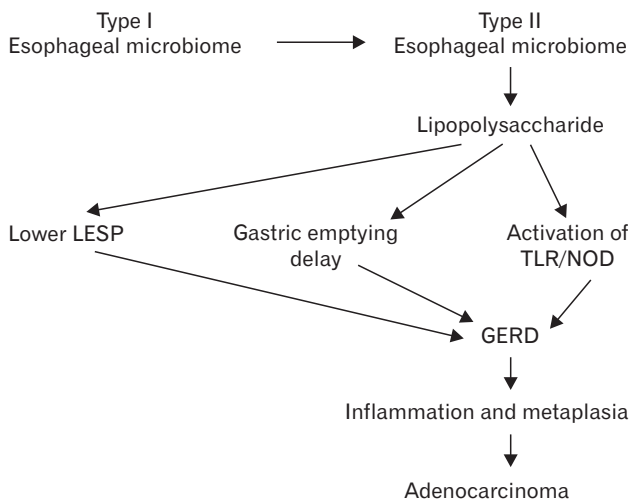 Type I
Esophageal microbiome
Type II
Esophageal microbiome
Lipopolysaccharide
Lower LESP
Gastric emptying
delay
Activation of
TLR/NOD
GERD
Inflammation and metaplasia
Adenocarcinoma